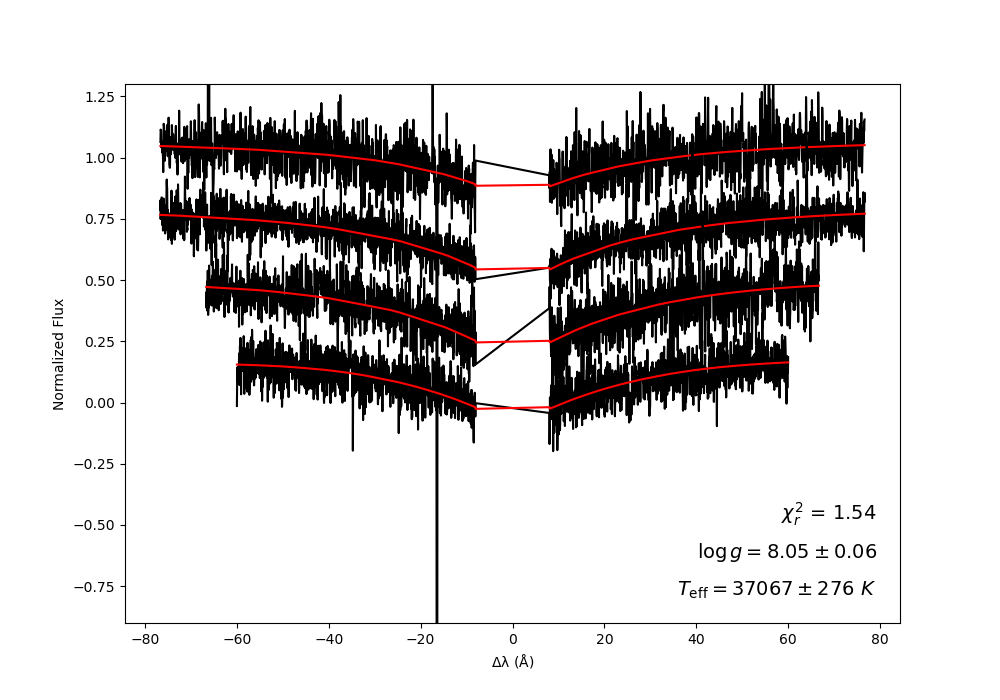 1.25
1.00
0.75
0.50
0.25
0.00
−0.25
−0.50
−0.75
Normalized Flux
χ²ᵣ = 1.54
log g = 8.05 ± 0.06
T_eff = 37067 ± 276 K
−80 −60 −40 −20 0 20 40 60 80
Δλ (Å)